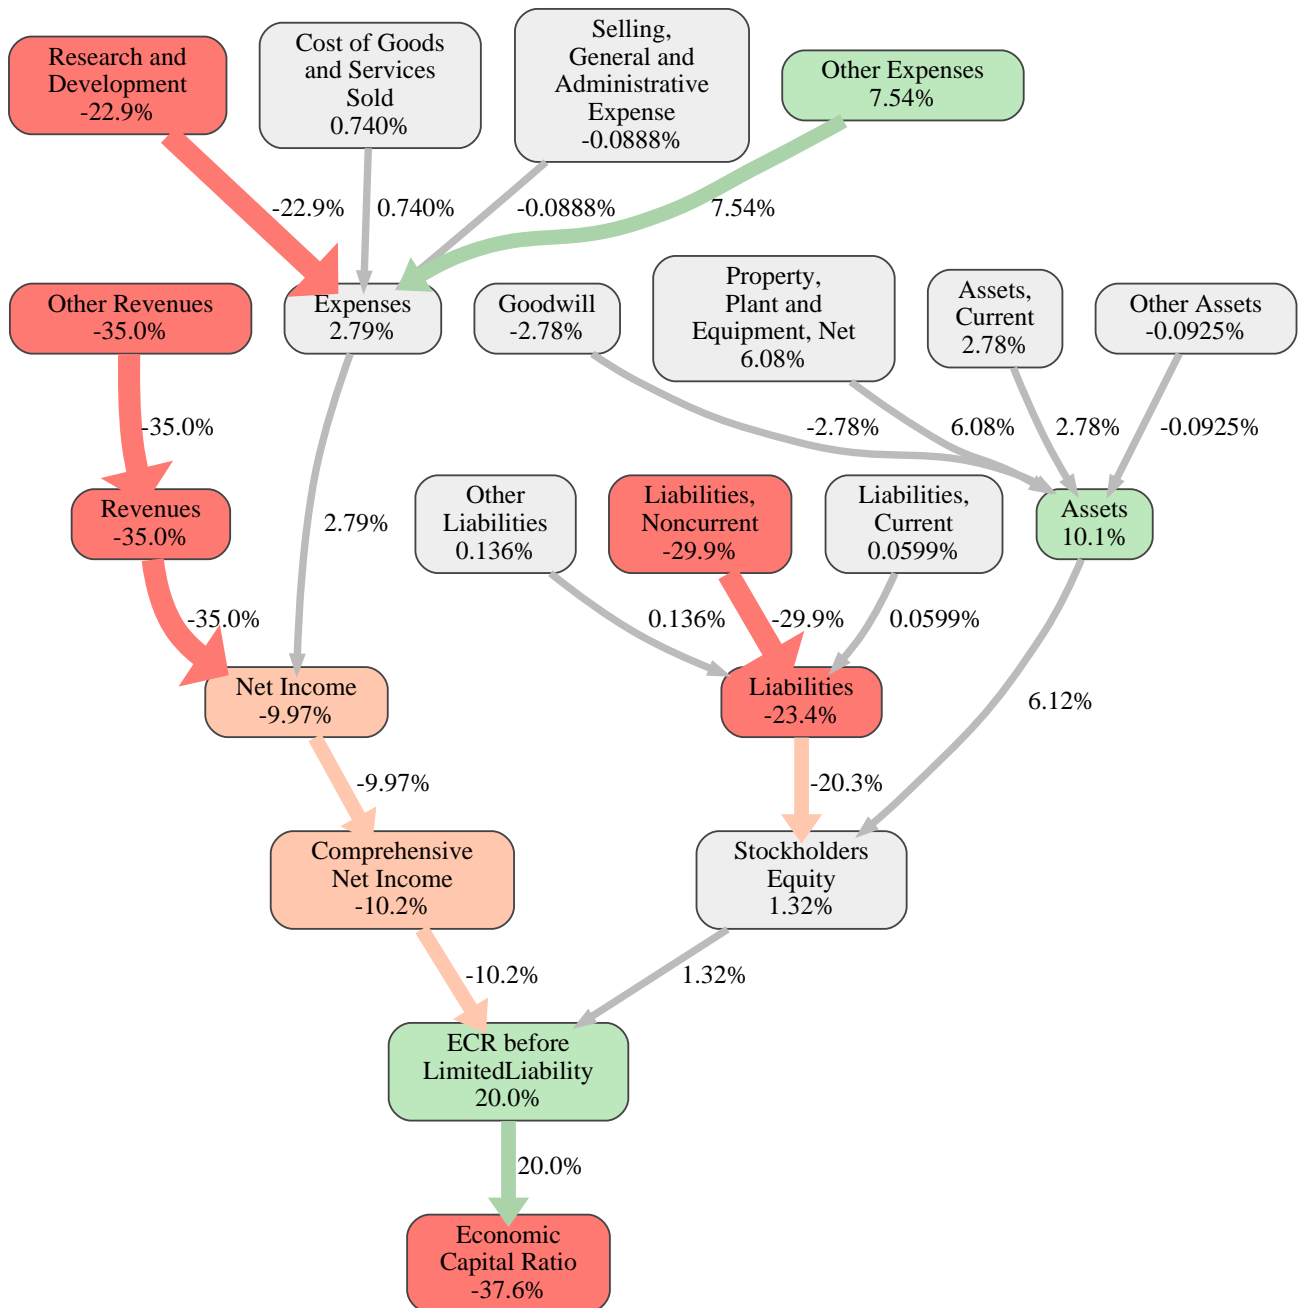 Research and
Development
-22.9%
Cost of Goods
and Services
Sold
0.740%
Selling,
General and
Administrative
Expense
-0.0888%
Other Expenses
7.54%
-22.9%
0.740%
-0.0888%
7.54%
Other Revenues
-35.0%
Expenses
2.79%
Goodwill
-2.78%
Property,
Plant and
Equipment, Net
6.08%
Assets,
Current
2.78%
Other Assets
-0.0925%
-35.0%
-2.78%
6.08%
2.78%
-0.0925%
Revenues
-35.0%
2.79%
Other
Liabilities
0.136%
Liabilities,
Noncurrent
-29.9%
Liabilities,
Current
0.0599%
Assets
10.1%
-35.0%
0.136%
-29.9%
0.0599%
Net Income
-9.97%
Liabilities
-23.4%
6.12%
-9.97%
-20.3%
Comprehensive
Net Income
-10.2%
Stockholders
Equity
1.32%
-10.2%
1.32%
ECR before
LimitedLiability
20.0%
20.0%
Economic
Capital Ratio
-37.6%